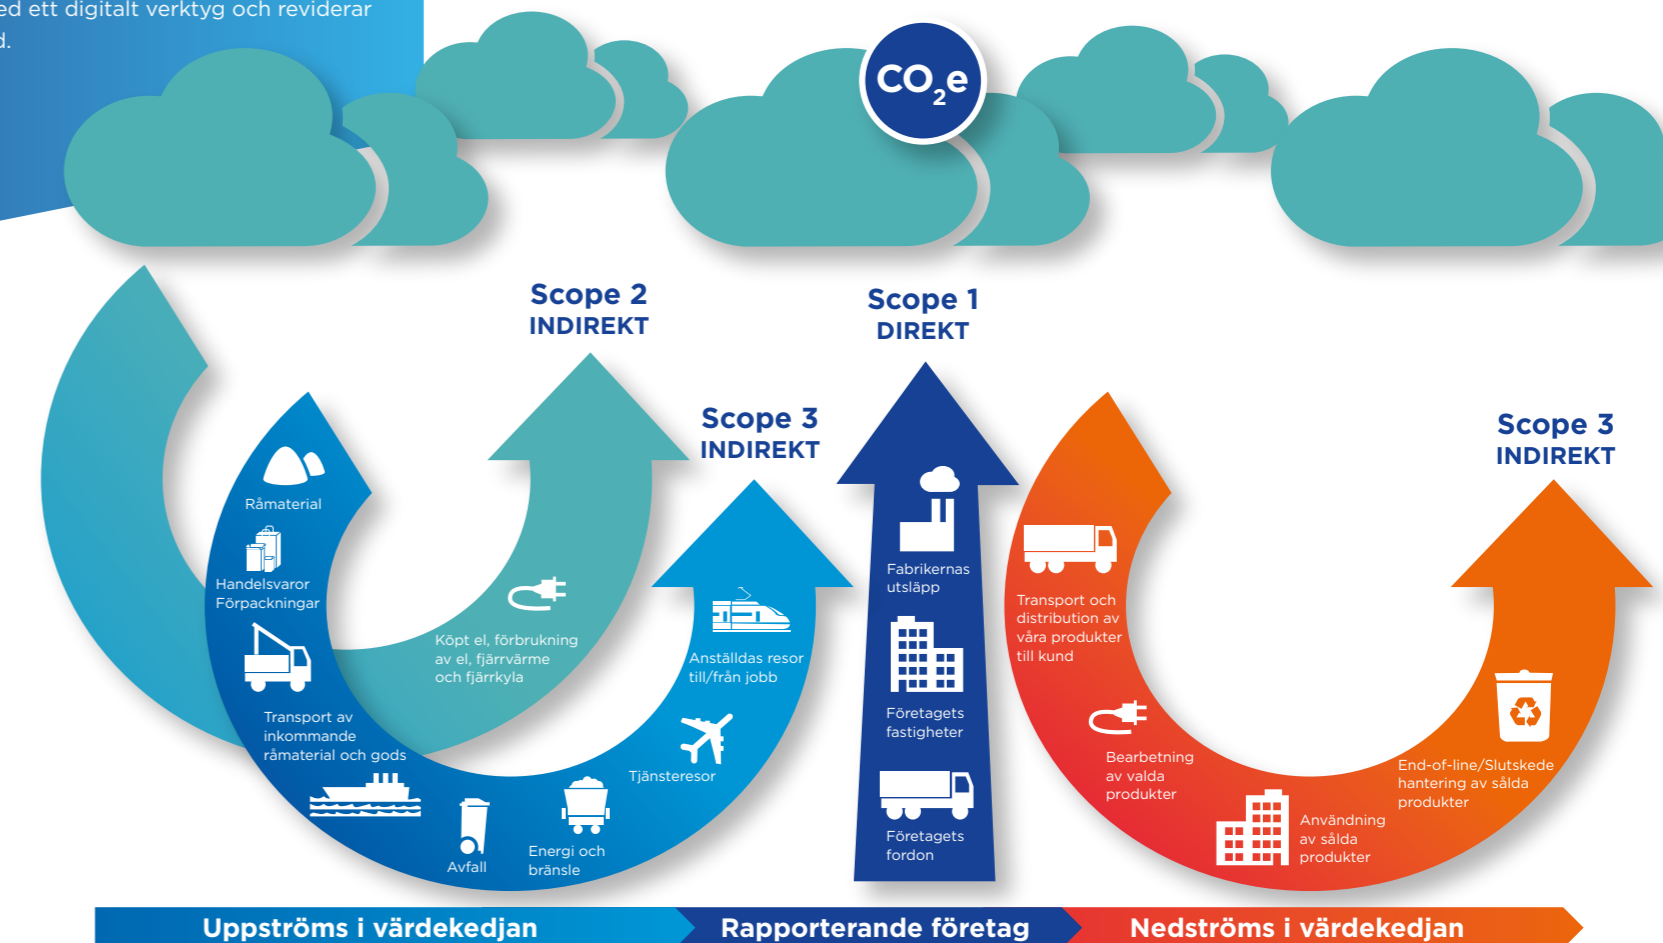 ed ett digitalt verktyg och reviderar
d.
CO₂e
Scope 2
INDIREKT
Scope 1
DIREKT
Scope 3
INDIREKT
Scope 3
INDIREKT
Råmaterial
Handelsvaror
Förpackningar
Transport av
inkommande
råmaterial och gods
Avfall
Energi och
bränsle
Tjänsteresor
Anställdas resor
till/från jobb
Köpt el, förbrukning
av el, fjärrvärme
och fjärrkyla
Fabrikernas
utsläpp
Företagets
fastigheter
Företagets
fordon
Transport och
distribution av
våra produkter
till kund
Bearbetning
av valda
produkter
Användning
av sålda
produkter
End-of-line/Slutskede
hantering av sålda
produkter
Uppströms i värdekedjan
Rapporterande företag
Nedströms i värdekedjan